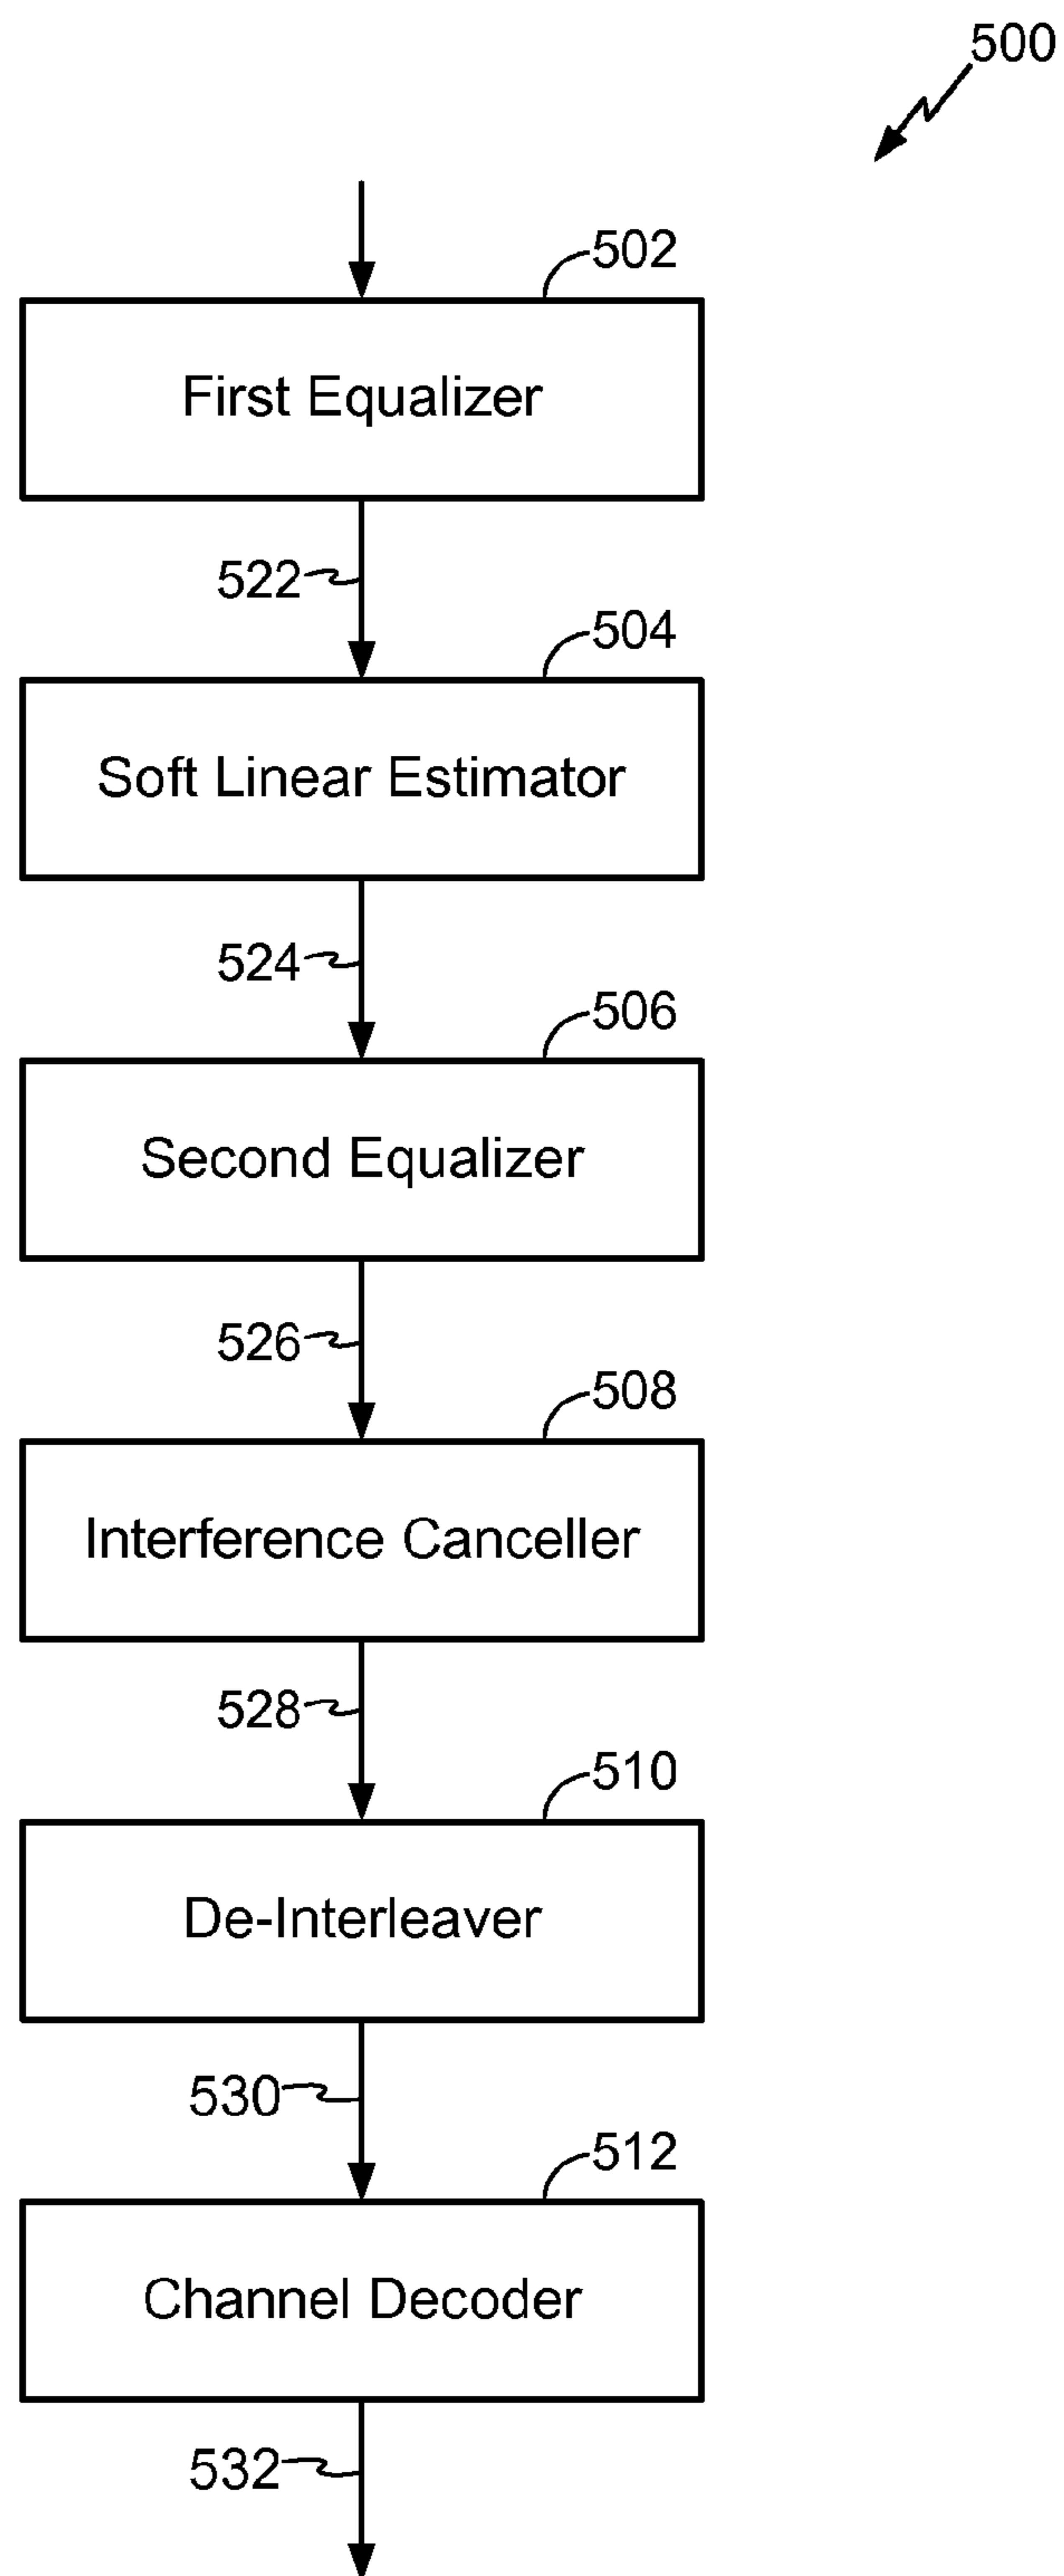 500
502
First Equalizer
522
504
Soft Linear Estimator
524
506
Second Equalizer
526
508
Interference Canceller
528
510
De-Interleaver
530
512
Channel Decoder
532